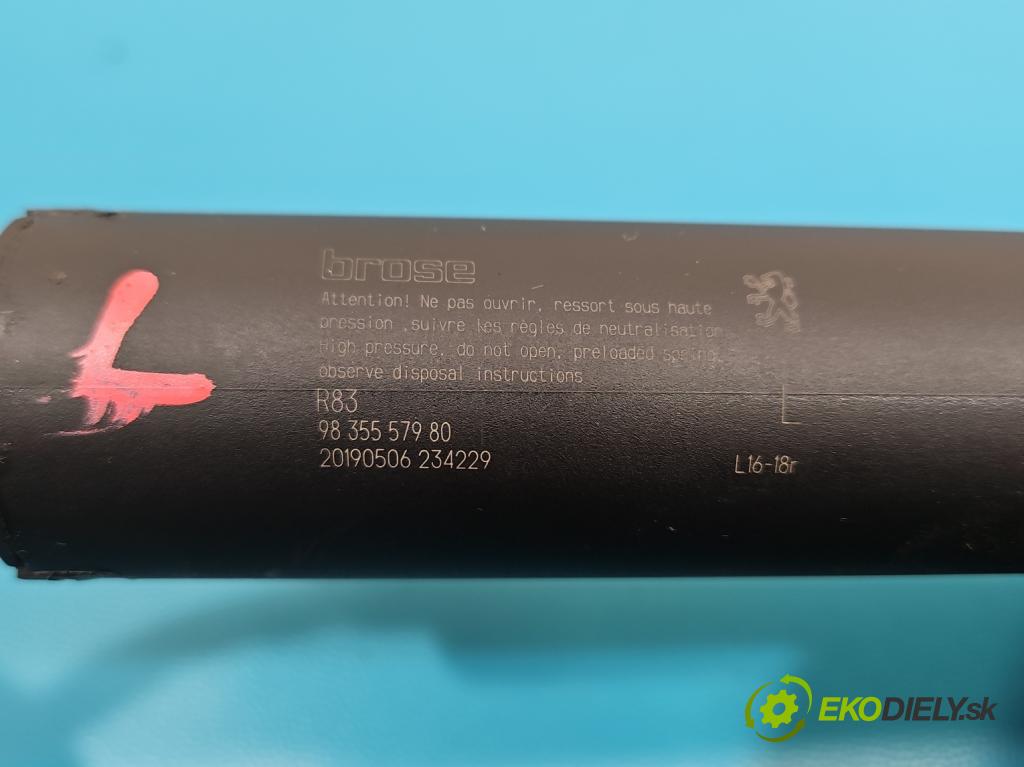 L
brose
Attention! Ne pas ouvrir, ressort sous haute
pression ,suivre les règles de neutralisation
High pressure, do not open, preloaded spring,
observe disposal instructions
R83
98 355 579 80
20190506 234229
L
L16-18r
EKODIELY.sk